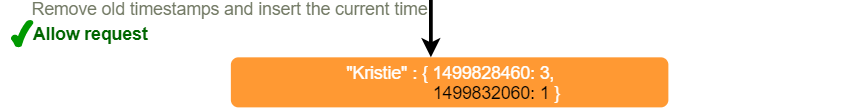 Remove old timestamps and insert the current time
Allow request
"Kristie" : { 1499828460: 3,
1499832060: 1 }